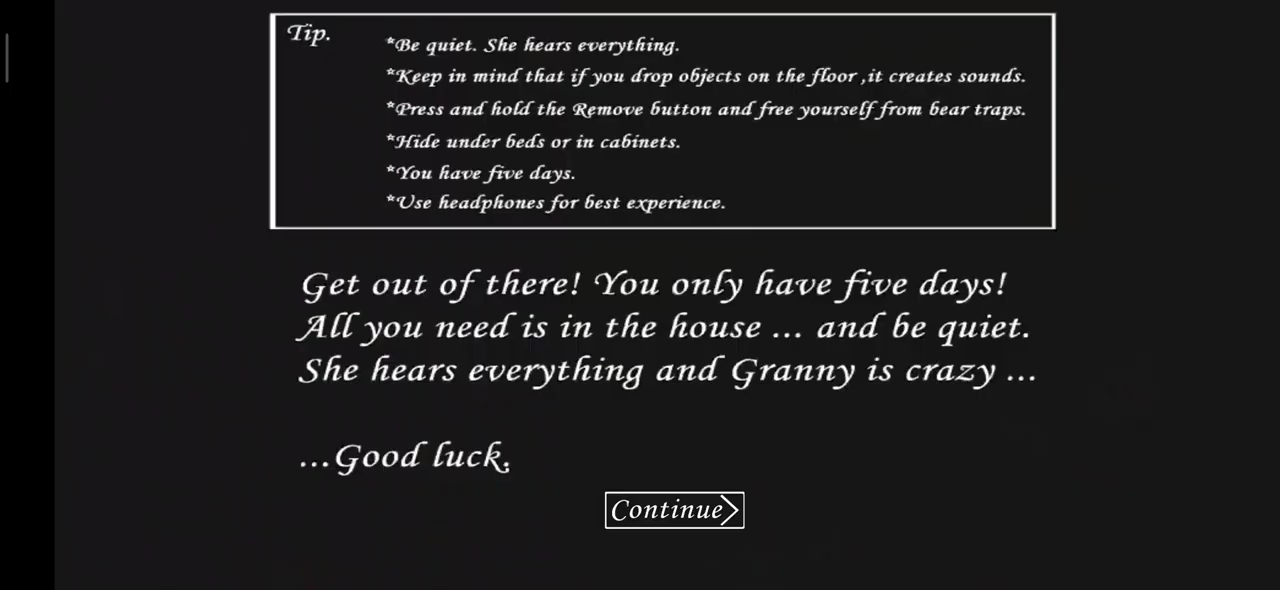 Tip.
*Be quiet. She hears everything.
*Keep in mind that if you drop objects on the floor ,it creates sounds.
*Press and hold the Remove button and free yourself from bear traps.
*Hide under beds or in cabinets.
*You have five days.
*Use headphones for best experience.
Get out of there! You only have five days!
All you need is in the house ... and be quiet.
She hears everything and Granny is crazy ...
...Good luck.
Continue